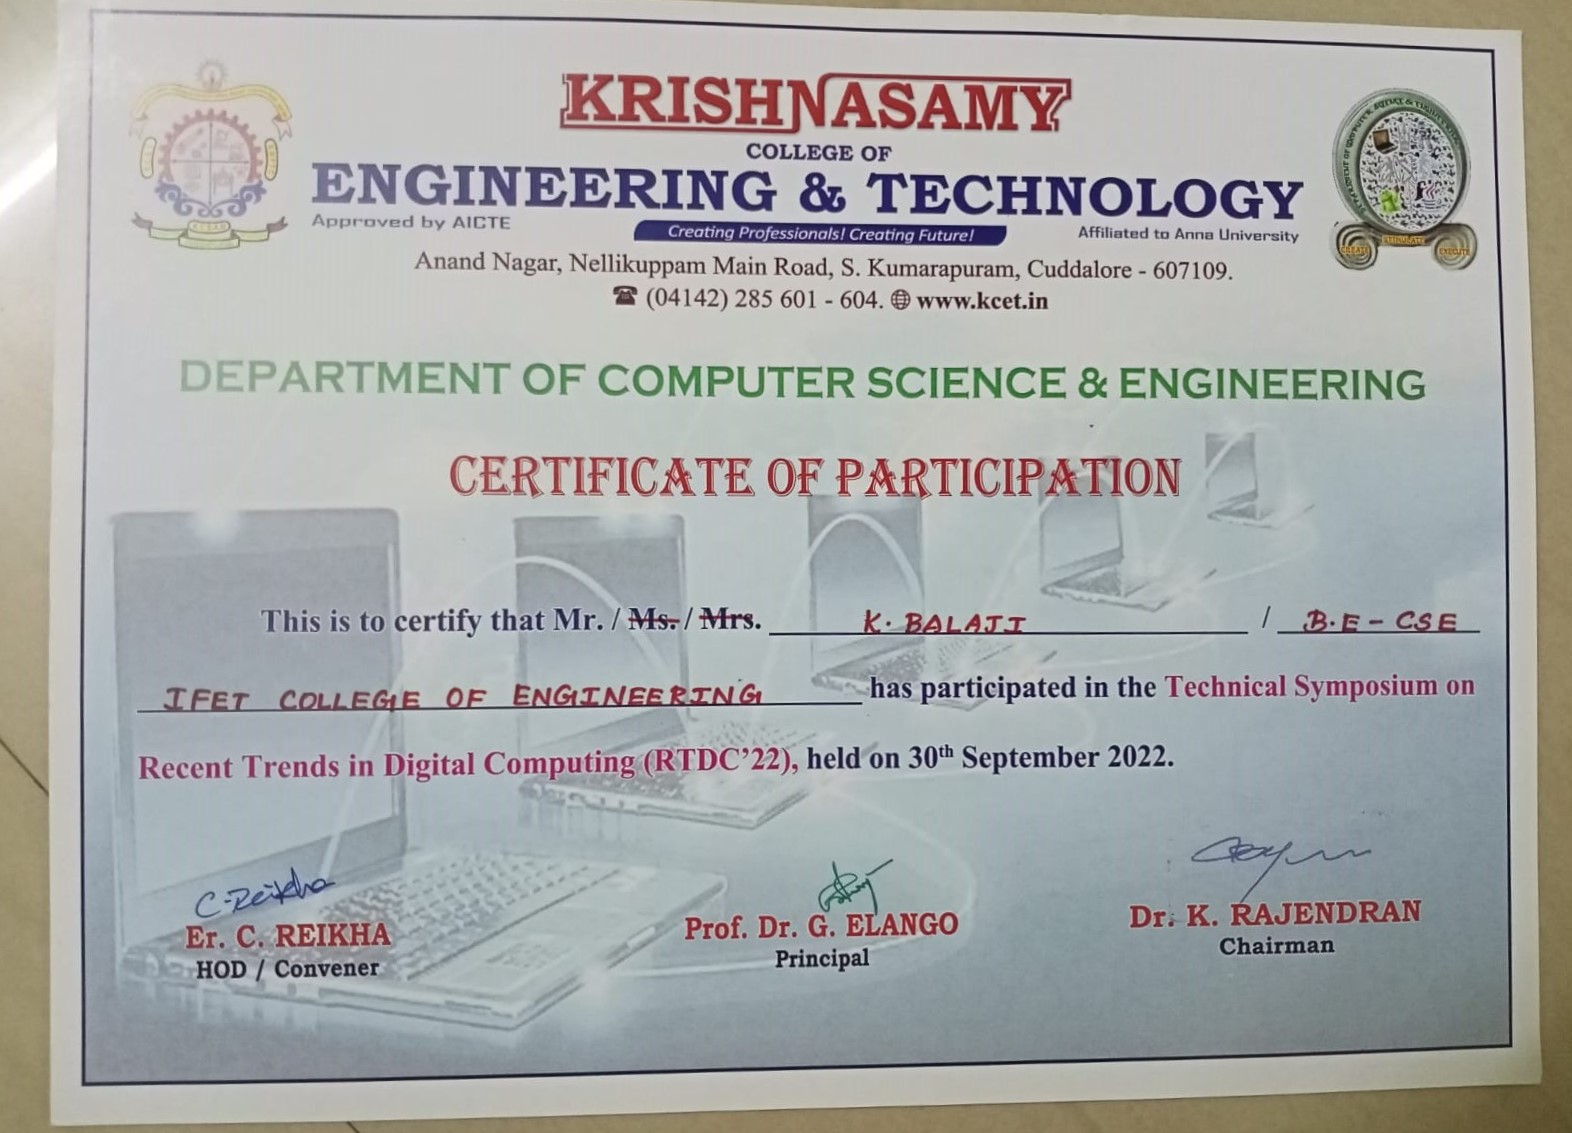 KRISHNASAMY
COLLEGE OF
ENGINEERING & TECHNOLOGY
Approved by AICTE
Creating Professionals! Creating Future!
Affiliated to Anna University
Anand Nagar, Nellikuppam Main Road, S. Kumarapuram, Cuddalore - 607109.
☎ (04142) 285 601 - 604. 🌐 www.kcet.in
CREATE STIMULATE EXECUTE
DEPARTMENT OF COMPUTER SCIENCE & ENGINEERING
CERTIFICATE OF PARTICIPATION
This is to certify that Mr. / Ms. / Mrs. K. BALAJI / B.E - CSE
IFET COLLEGE OF ENGINEERING has participated in the Technical Symposium on
Recent Trends in Digital Computing (RTDC'22), held on 30th September 2022.
C. Reikha
Er. C. REIKHA
HOD / Convener
Prof. Dr. G. ELANGO
Principal
Dr. K. RAJENDRAN
Chairman